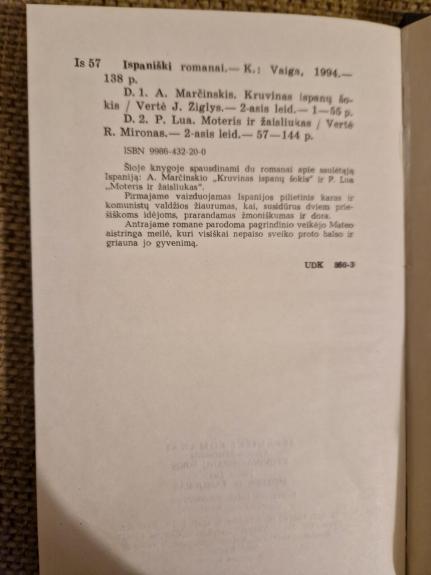 Is 57 Ispaniški romanai.— K.: Vaiga, 1994.—
138 p.
D. 1. A. Marčinskis. Kruvinas ispanų šo-
kis / Vertė J. Žiglys.— 2-asis leid.— 1—55 p.
D. 2. P. Lua. Moteris ir žaisliukas / Vertė
R. Mironas.— 2-asis leid.— 57—144 p.
ISBN 9986-432-20-0
Šioje knygoje spausdinami du romanai apie saulėtąją
Ispaniją: A. Marčinskio „Kruvinas ispanų šokis" ir P. Lua
„Moteris ir žaisliukas".
Pirmajame vaizduojamas Ispanijos pilietinis karas ir
komunistų valdžios žiaurumas, kai, susidūrus dviem prie-
šiškoms idėjoms, prarandamas žmoniškumas ir dora.
Antrajame romane parodoma pagrindinio veikėjo Mateo
aistringa meilė, kuri visiškai nepaiso sveiko proto balso ir
griauna jo gyvenimą.
UDK 860-3